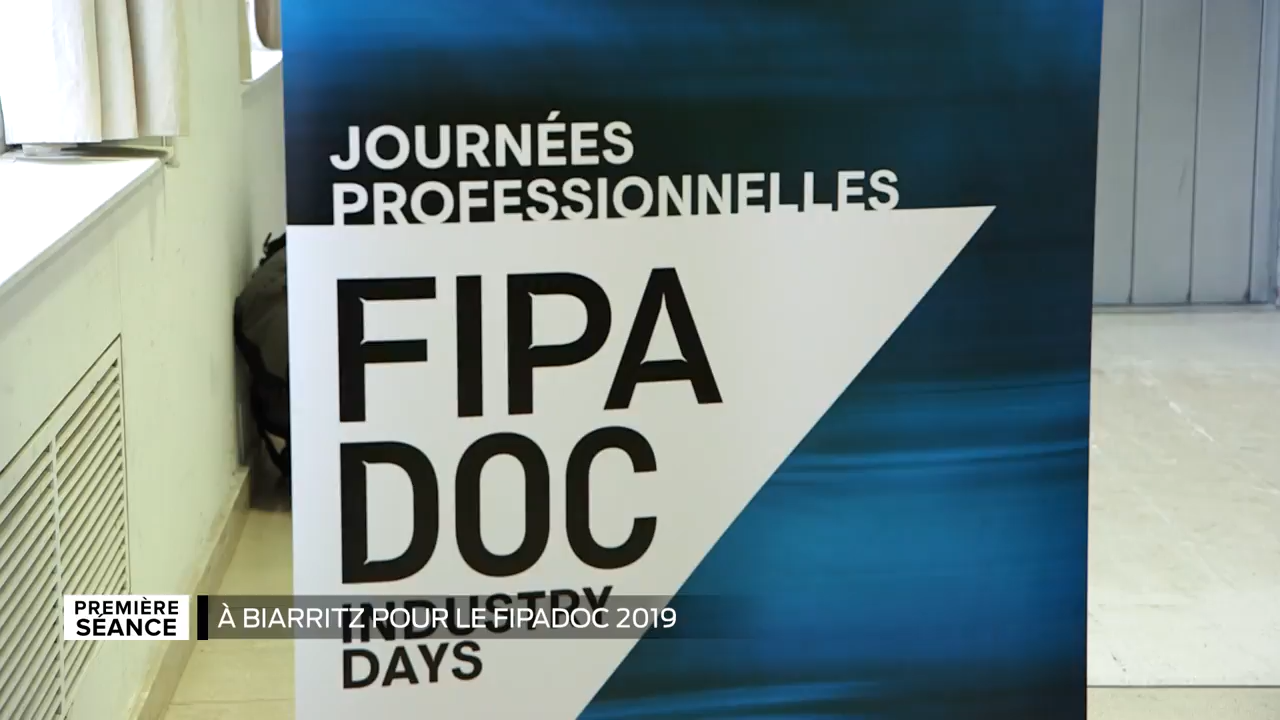 JOURNÉES
PROFESSIONNELLES
FIPA
DOC
INDUSTRY
DAYS
PREMIÈRE
SÉANCE
À BIARRITZ POUR LE FIPADOC 2019